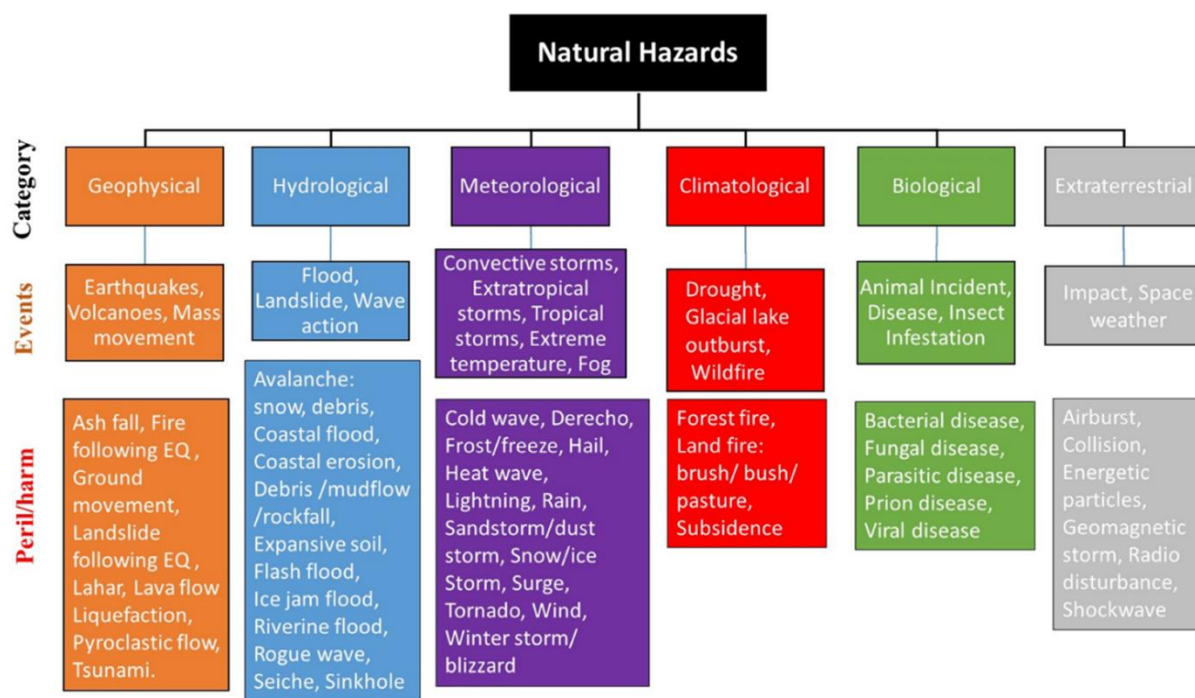 Natural Hazards
Category
Geophysical
Hydrological
Meteorological
Climatological
Biological
Extraterrestrial
Events
Earthquakes,
Volcanoes, Mass
movement
Flood,
Landslide, Wave
action
Convective storms,
Extratropical
storms, Tropical
storms, Extreme
temperature, Fog
Drought,
Glacial lake
outburst,
Wildfire
Animal Incident,
Disease, Insect
Infestation
Impact, Space
weather
Peril/harm
Ash fall, Fire
following EQ ,
Ground
movement,
Landslide
following EQ ,
Lahar, Lava flow
Liquefaction,
Pyroclastic flow,
Tsunami.
Avalanche:
snow, debris,
Coastal flood,
Coastal erosion,
Debris /mudflow
/rockfall,
Expansive soil,
Flash flood,
Ice jam flood,
Riverine flood,
Rogue wave,
Seiche, Sinkhole
Cold wave, Derecho,
Frost/freeze, Hail,
Heat wave,
Lightning, Rain,
Sandstorm/dust
storm, Snow/ice
Storm, Surge,
Tornado, Wind,
Winter storm/
blizzard
Forest fire,
Land fire:
brush/ bush/
pasture,
Subsidence
Bacterial disease,
Fungal disease,
Parasitic disease,
Prion disease,
Viral disease
Airburst,
Collision,
Energetic
particles,
Geomagnetic
storm, Radio
disturbance,
Shockwave